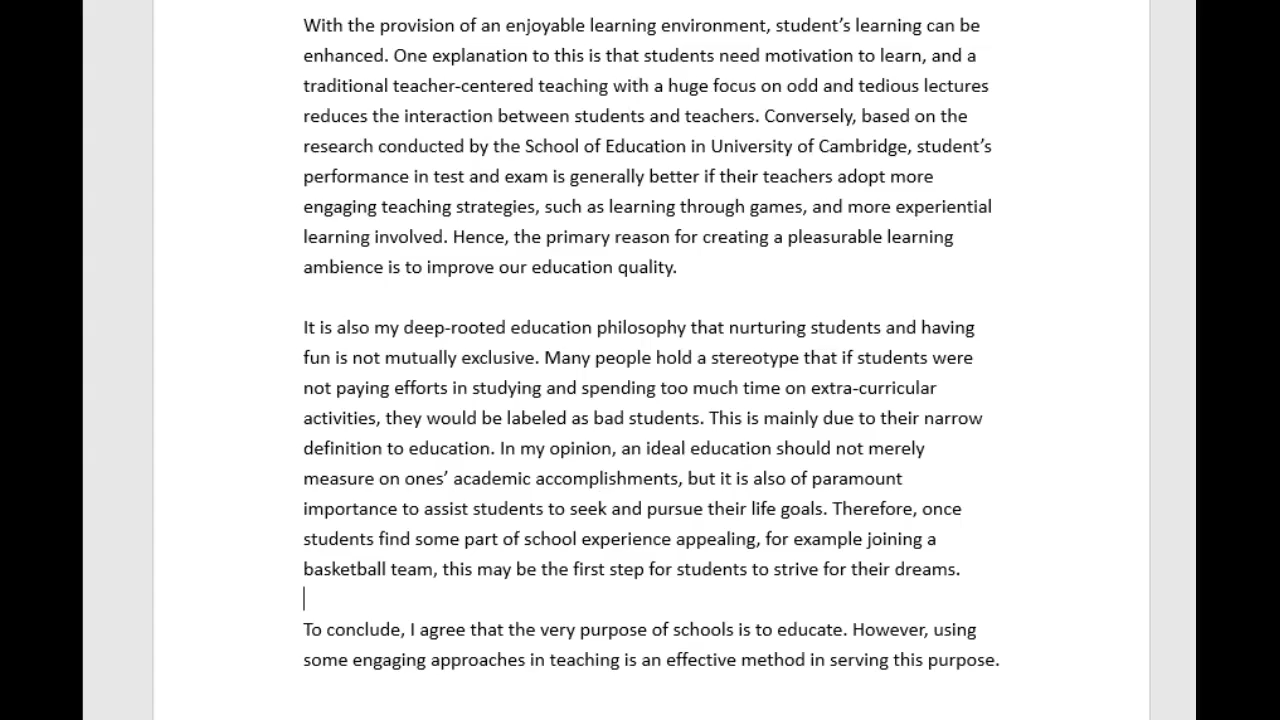 With the provision of an enjoyable learning environment, student’s learning can be
enhanced. One explanation to this is that students need motivation to learn, and a
traditional teacher-centered teaching with a huge focus on odd and tedious lectures
reduces the interaction between students and teachers. Conversely, based on the
research conducted by the School of Education in University of Cambridge, student’s
performance in test and exam is generally better if their teachers adopt more
engaging teaching strategies, such as learning through games, and more experiential
learning involved. Hence, the primary reason for creating a pleasurable learning
ambience is to improve our education quality.
It is also my deep-rooted education philosophy that nurturing students and having
fun is not mutually exclusive. Many people hold a stereotype that if students were
not paying efforts in studying and spending too much time on extra-curricular
activities, they would be labeled as bad students. This is mainly due to their narrow
definition to education. In my opinion, an ideal education should not merely
measure on ones’ academic accomplishments, but it is also of paramount
importance to assist students to seek and pursue their life goals. Therefore, once
students find some part of school experience appealing, for example joining a
basketball team, this may be the first step for students to strive for their dreams.
To conclude, I agree that the very purpose of schools is to educate. However, using
some engaging approaches in teaching is an effective method in serving this purpose.